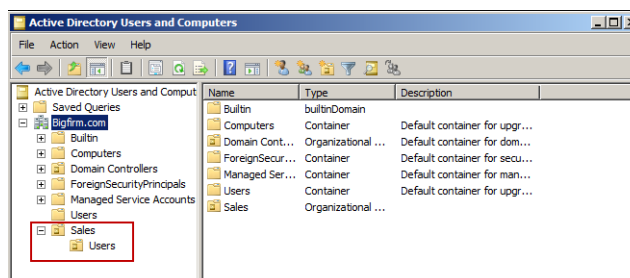 Active Directory Users and Computers
File Action View Help
Active Directory Users and Comput
Saved Queries
Bigfirm.com
Builtin
Computers
Domain Controllers
ForeignSecurityPrincipals
Managed Service Accounts
Users
Sales
Users
Name Type Description
Builtin builtinDomain
Computers Container Default container for upgr...
Domain Cont... Organizational ... Default container for dom...
ForeignSecur... Container Default container for secu...
Managed Ser... Container Default container for man...
Users Container Default container for upgr...
Sales Organizational ...